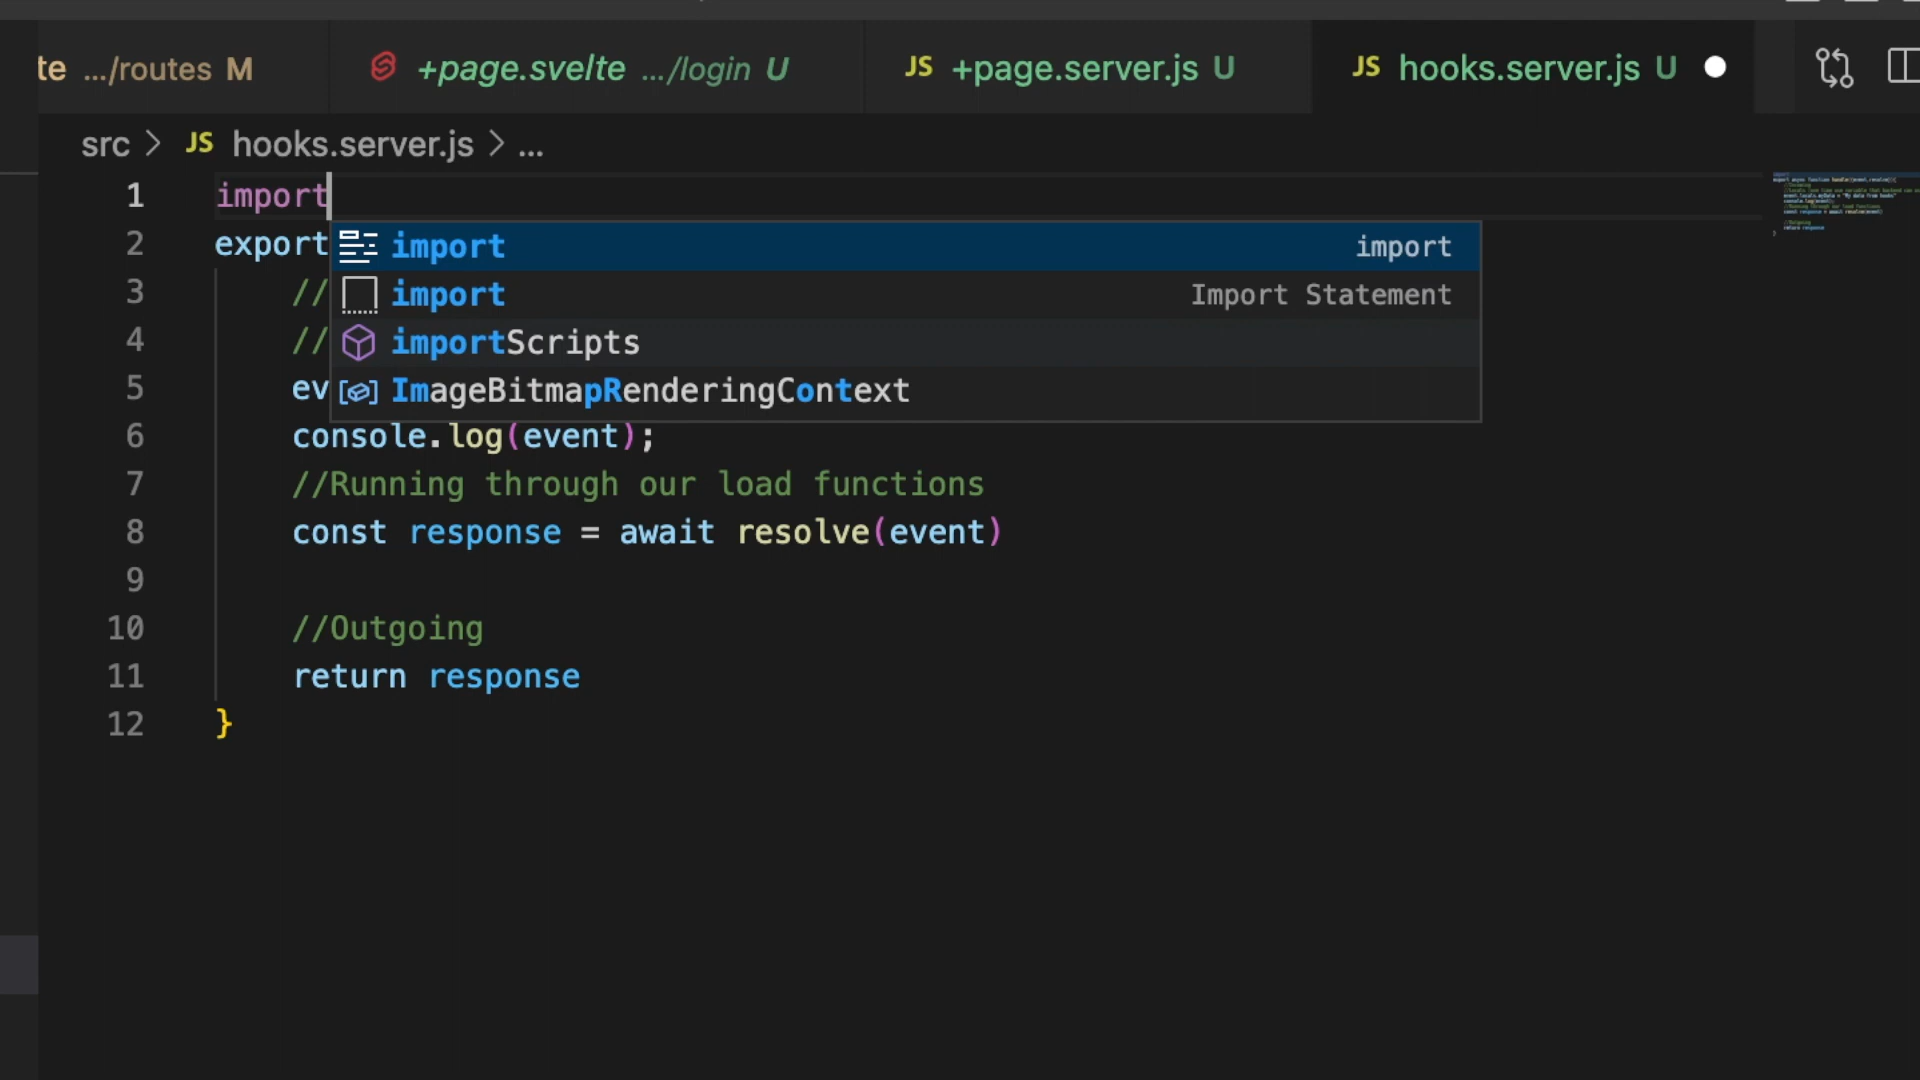 te .../routes M +page.svelte .../login U JS +page.server.js U JS hooks.server.js U
src > JS hooks.server.js > ...
1 import
import import
2 export
3 //
import Import Statement
4 //
importScripts
5 ev
ImageBitmapRenderingContext
6 console.log(event);
7 //Running through our load functions
8 const response = await resolve(event)
9
10 //Outgoing
11 return response
12 }